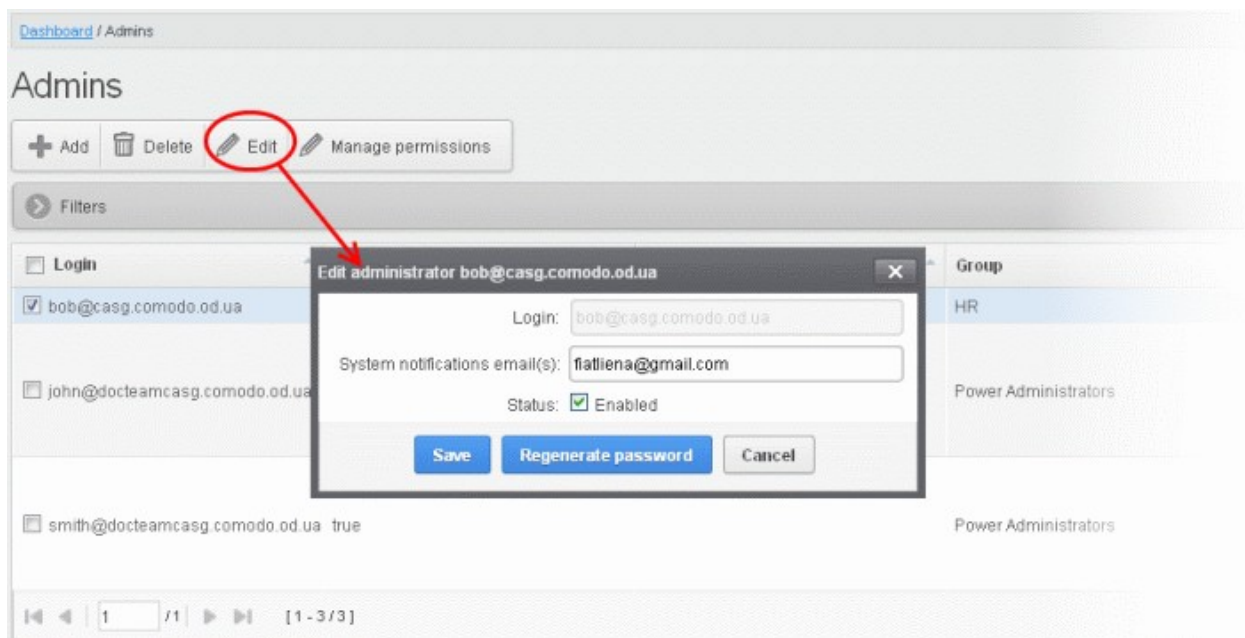 Dashboard / Admins
Admins
Add Delete Edit Manage permissions
Filters
Login Group
Edit administrator bob@casg.comodo.od.ua
bob@casg.comodo.od.ua HR
Login: bob@casg.comodo.od.ua
System notifications email(s): fiatliena@gmail.com
john@docteamcasg.comodo.od.ua Power Administrators
Status: Enabled
Save Regenerate password Cancel
smith@docteamcasg.comodo.od.ua true Power Administrators
1 /1 [1-3/3]